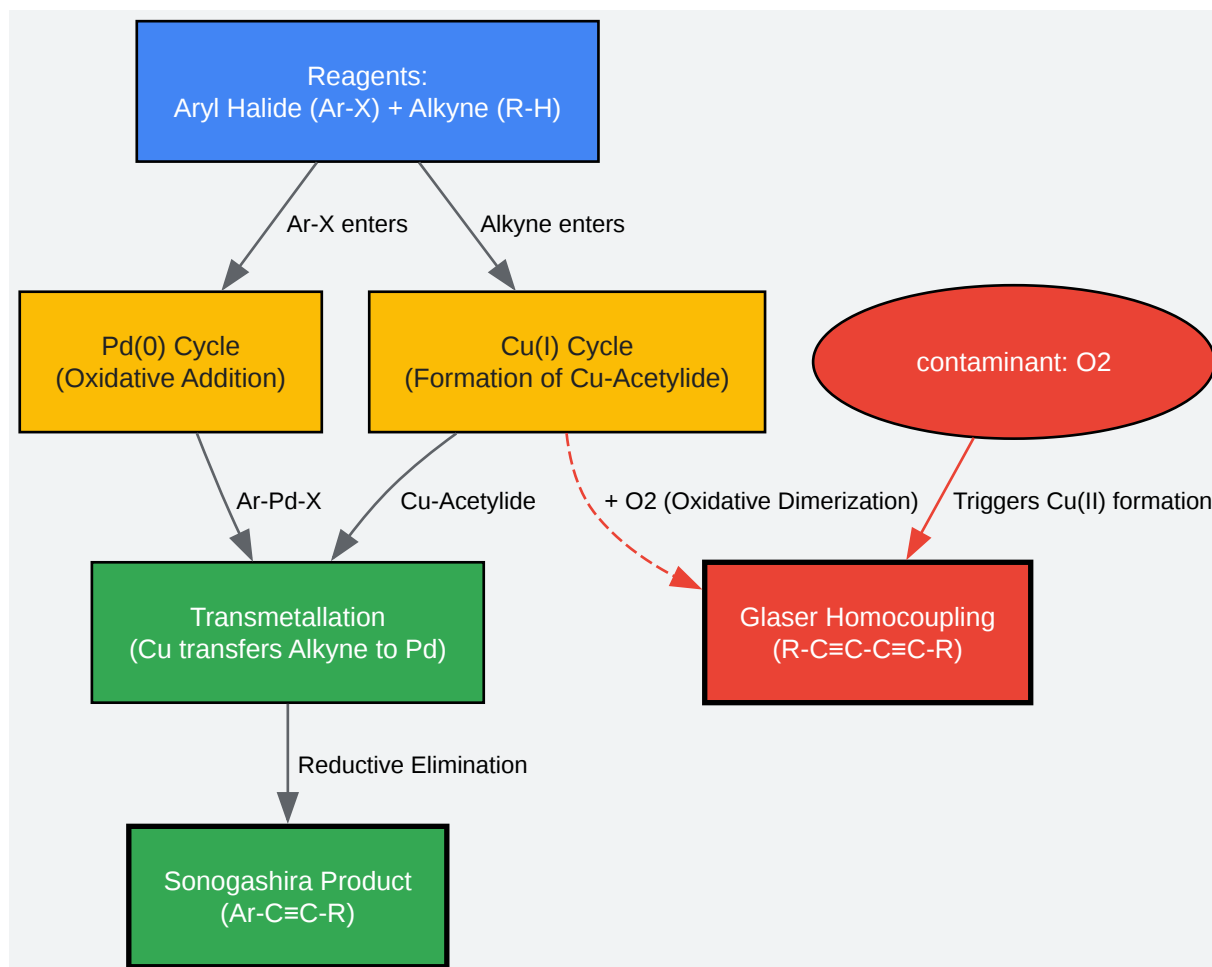 Reagents:
Aryl Halide (Ar-X) + Alkyne (R-H)
Ar-X enters
Alkyne enters
Pd(0) Cycle
(Oxidative Addition)
Cu(I) Cycle
(Formation of Cu-Acetylide)
contaminant: O2
Ar-Pd-X
Cu-Acetylide
+ O2 (Oxidative Dimerization)
Triggers Cu(II) formation
Transmetallation
(Cu transfers Alkyne to Pd)
Glaser Homocoupling
(R-C≡C-C≡C-R)
Reductive Elimination
Sonogashira Product
(Ar-C≡C-R)